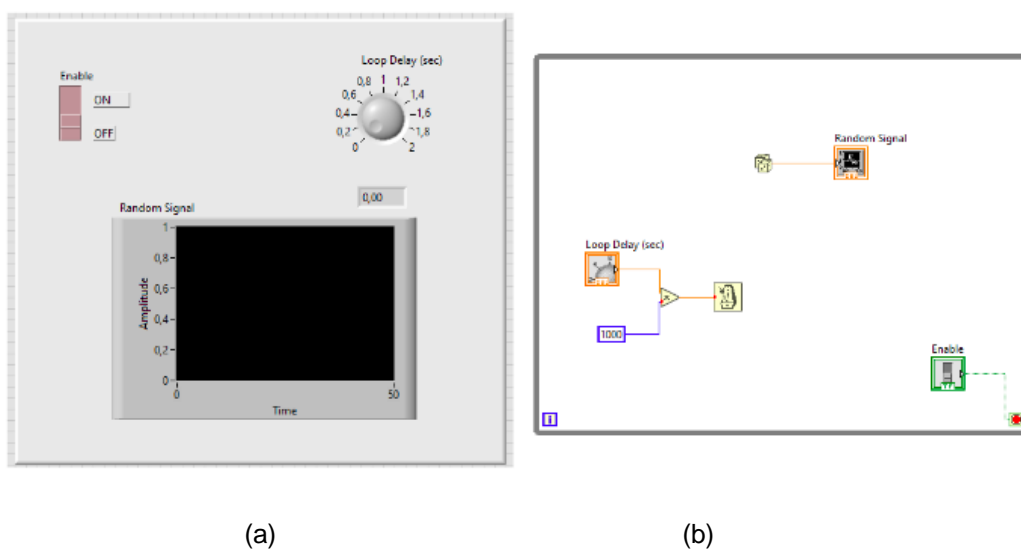 Enable
ON
OFF
Loop Delay (sec)
0,8 1 1,2
0,6 1,4
0,4 1,6
0,2 1,8
0 2
0,00
Random Signal
Amplitude
1
0,8
0,6
0,4
0,2
0
0 50
Time
(a)
Random Signal
Loop Delay (sec)
x
1000
Enable
TF
i
(b)